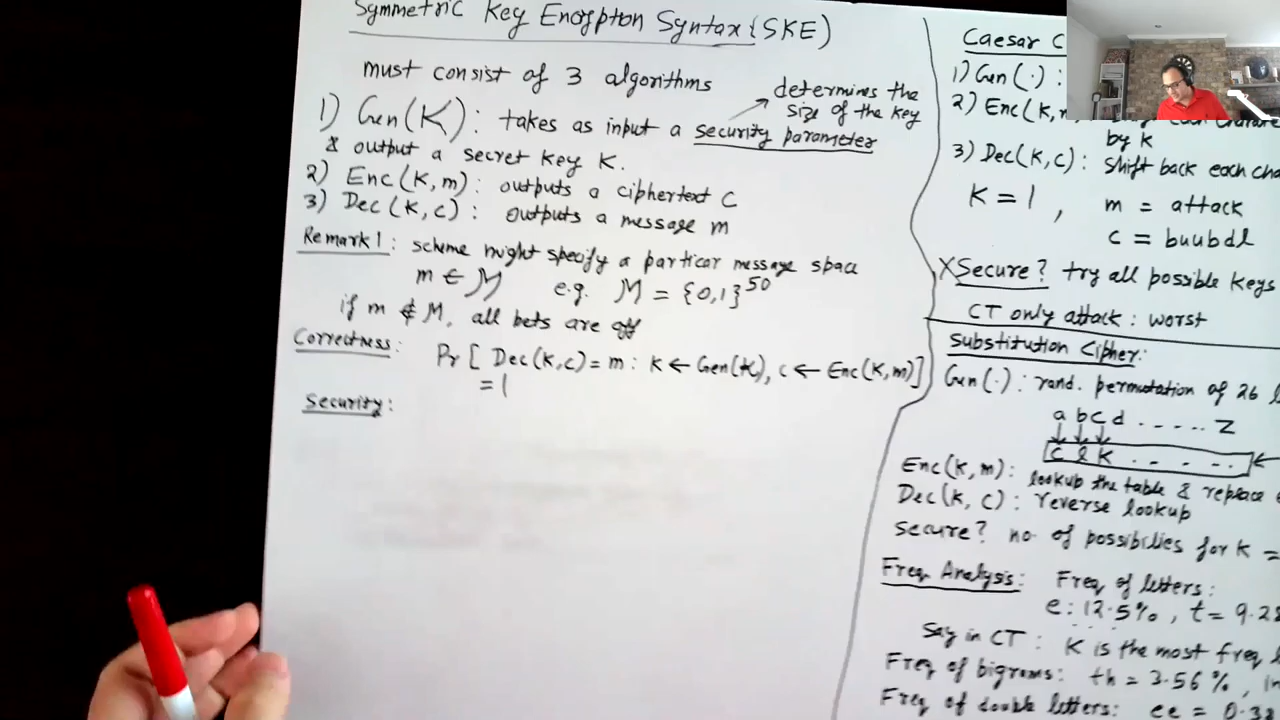 Symmetric Key Encryption Syntax (SKE)
must consist of 3 algorithms
1) Gen(K): takes as input a security parameter
determines the
size of the key
& output a secret key K.
2) Enc(K,m): outputs a ciphertext C
3) Dec(K,c): outputs a message m
Remark 1: scheme might specify a particar message space
m ∈ M e.g. M = {0,1}^50
if m ∉ M, all bets are off
Correctness: Pr[ Dec(K,c) = m : K ← Gen(K), c ← Enc(K,m)]
= 1
Security:
Caesar C
1) Gen(·) :
2) Enc(K,
by k
3) Dec(K,C): shift back each cha
K = 1 , m = attack
c = buubdl
X Secure? try all possible keys
CT only attack : worst
Substitution Cipher:
Gen(·): rand. permutation of 26 l
a b c d . . . . . . z
c l k . . . . .
Enc(K,m): lookub the table & replace
Dec(K, C): reverse lookup
secure? no. of possibilies for K =
Freq Analysis: Freq of letters:
e: 12.5%, t = 9.28
Say in CT : K is the most freq l
Freq of bigrams: th = 3.56%, in
Freq of double letters: ee = 0.38